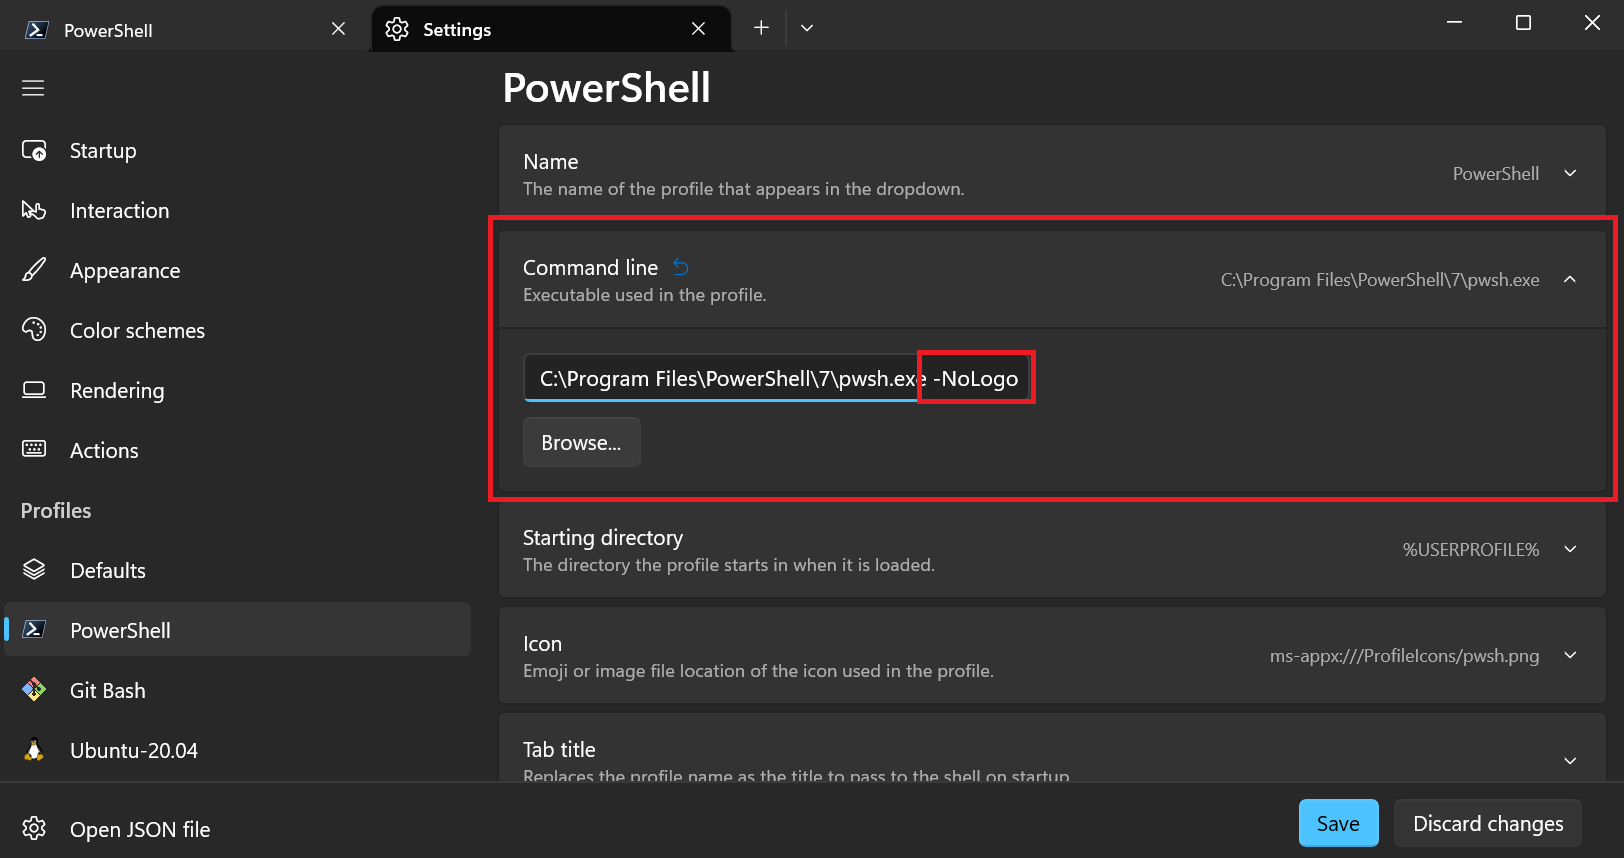 PowerShell
Settings
PowerShell
Startup
Interaction
Appearance
Color schemes
Rendering
Actions
Profiles
Defaults
PowerShell
Git Bash
Ubuntu-20.04
Open JSON file
Name
The name of the profile that appears in the dropdown.
PowerShell
Command line
Executable used in the profile.
C:\Program Files\PowerShell\7\pwsh.exe
C:\Program Files\PowerShell\7\pwsh.exe -NoLogo
Browse...
Starting directory
The directory the profile starts in when it is loaded.
%USERPROFILE%
Icon
Emoji or image file location of the icon used in the profile.
ms-appx:///ProfileIcons/pwsh.png
Tab title
Replaces the profile name as the title to pass to the shell on startup.
Save
Discard changes